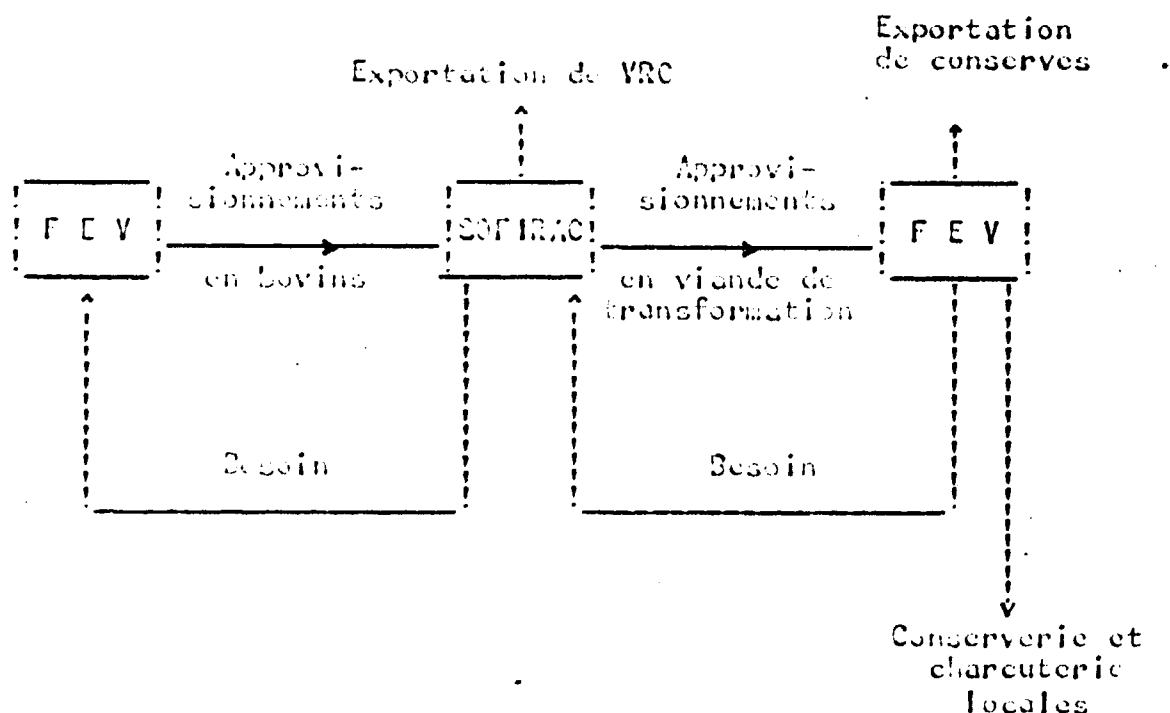 Exportation
de conserves
Exportation de VRC
Approvi-
sionnements
Approvi-
sionnements
F E V
SOFIRAC
F E V
en bovins
en viande de
transformation
Besoin
Besoin
Conserverie et
charcuterie
locales